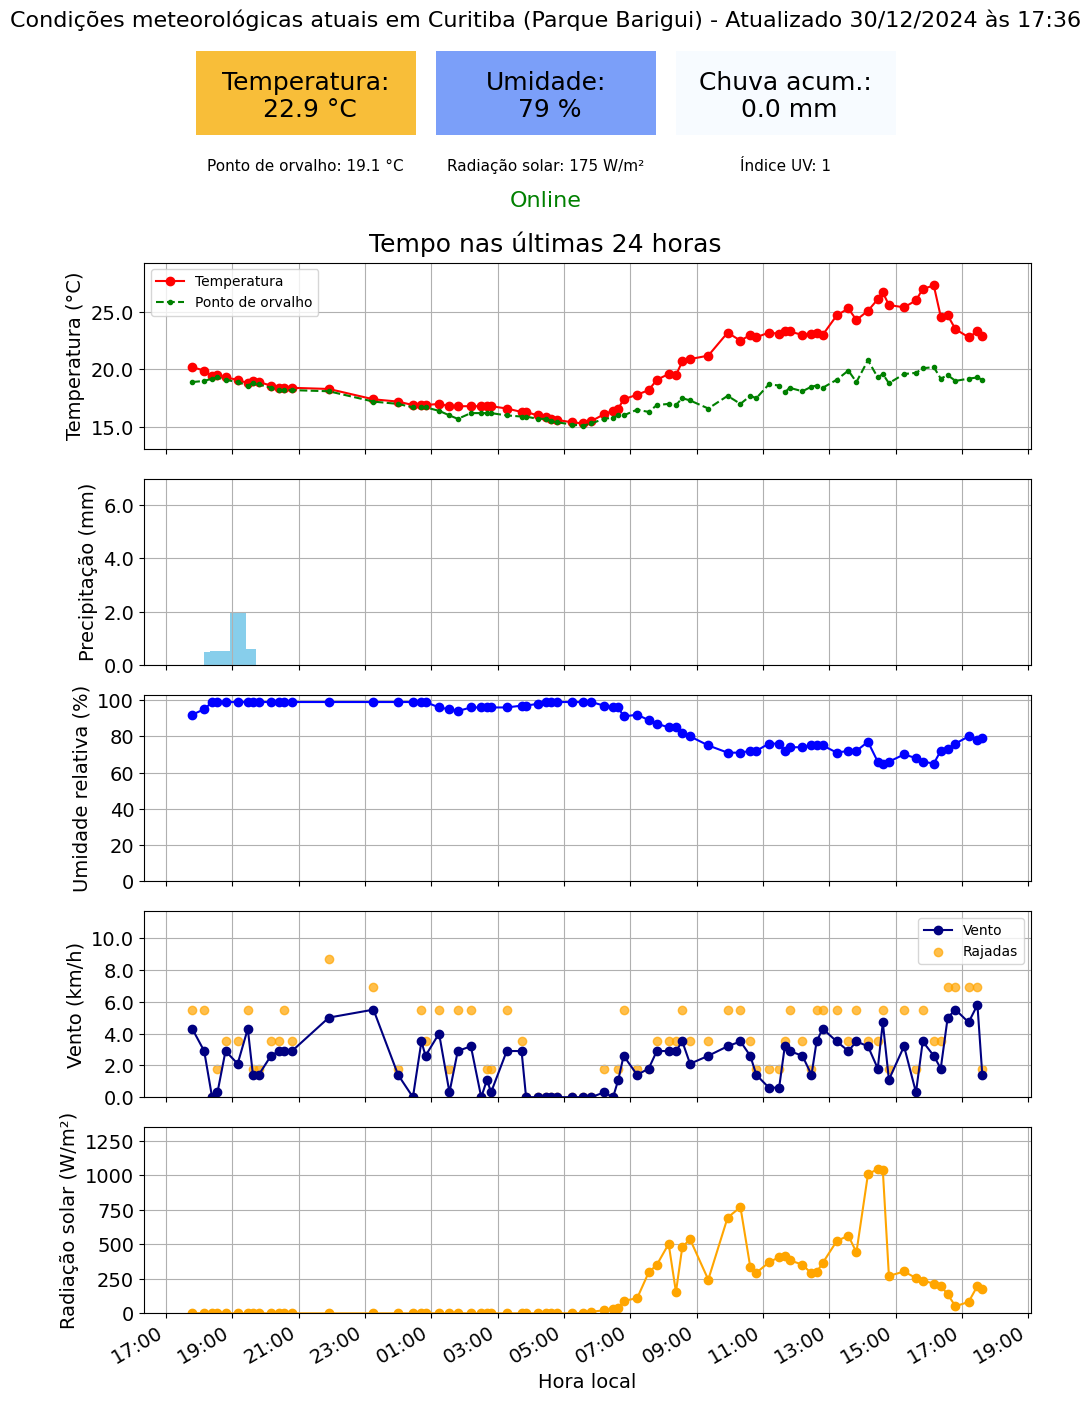 Condições meteorológicas atuais em Curitiba (Parque Barigui) - Atualizado 30/12/2024 às 17:36
Temperatura:
22.9 °C
Umidade:
79 %
Chuva acum.:
0.0 mm
Ponto de orvalho: 19.1 °C
Radiação solar: 175 W/m²
Índice UV: 1
Online
Tempo nas últimas 24 horas
Temperatura (°C)
25.0
20.0
15.0
Temperatura
Ponto de orvalho
Precipitação (mm)
6.0
4.0
2.0
0.0
Umidade relativa (%)
100
80
60
40
20
0
Vento (km/h)
10.0
8.0
6.0
4.0
2.0
0.0
Vento
Rajadas
Radiação solar (W/m²)
1250
1000
750
500
250
0
17:00
19:00
21:00
23:00
01:00
03:00
05:00
07:00
09:00
11:00
13:00
15:00
17:00
19:00
Hora local